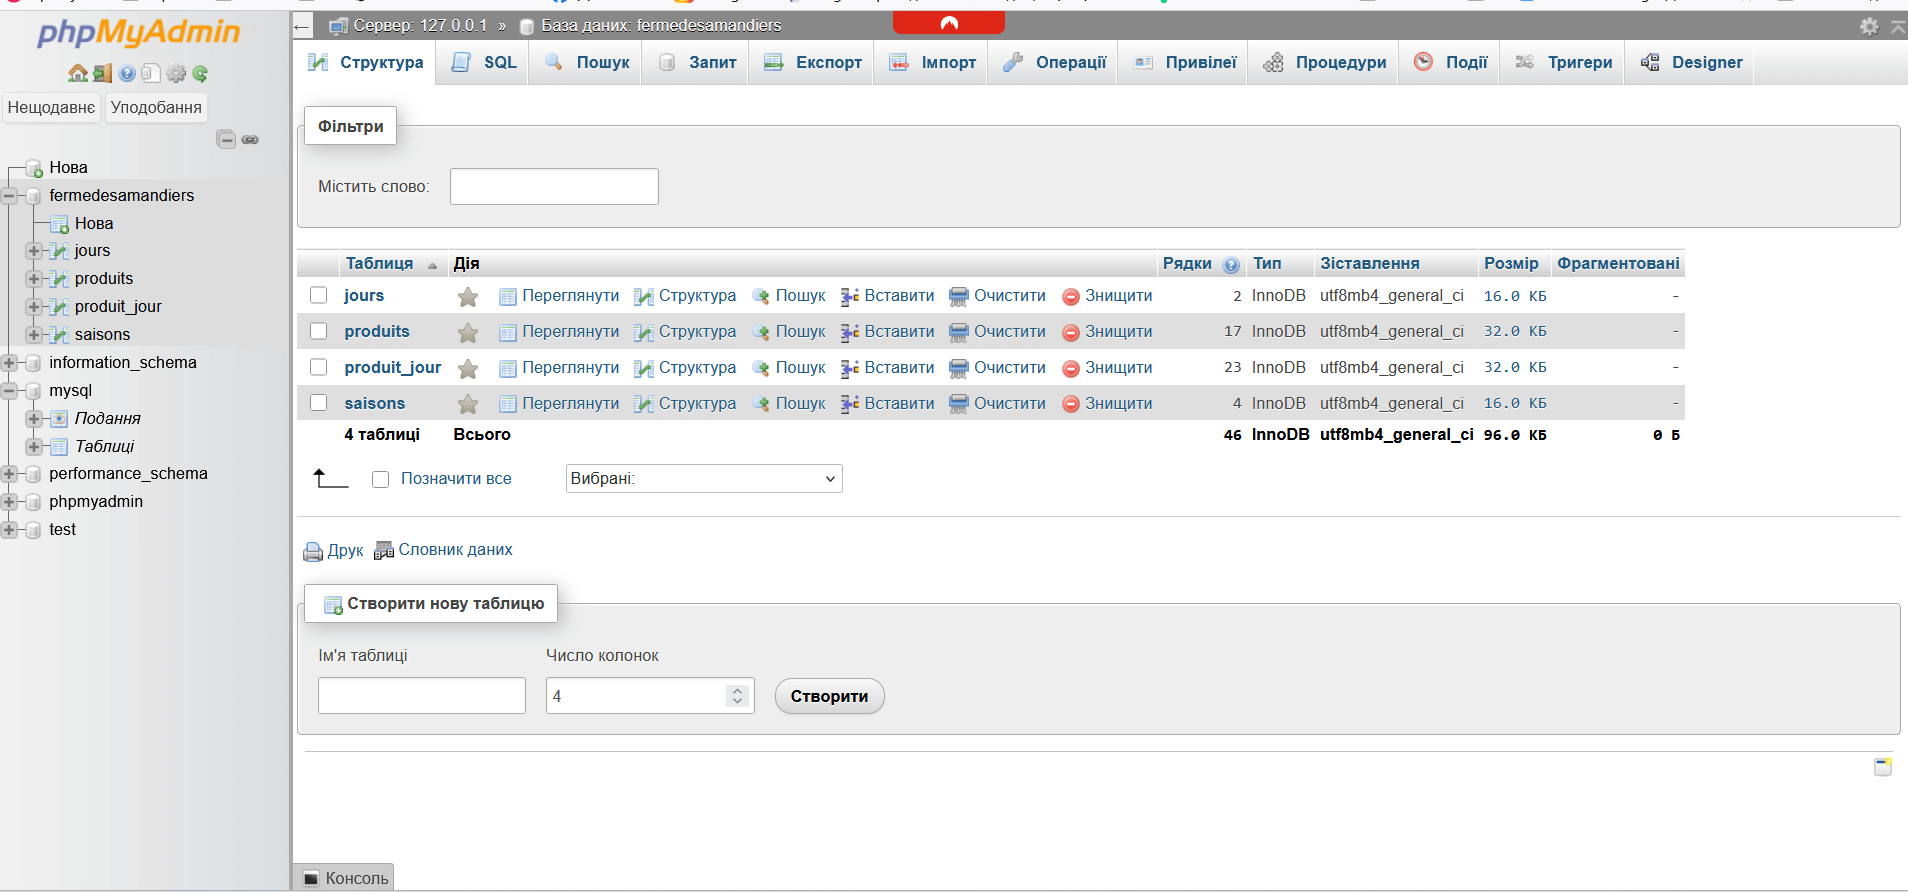 phpMyAdmin
Нещодавнє Уподобання
Нова
fermedesamandiers
Нова
jours
produits
produit_jour
saisons
information_schema
mysql
Подання
Таблиці
performance_schema
phpmyadmin
test
Сервер: 127.0.0.1 » База даних: fermedesamandiers
Структура SQL Пошук Запит Експорт Імпорт Операції Привілеї Процедури Події Тригери Designer
Фільтри
Містить слово:
Таблиця Дія Рядки Тип Зіставлення Розмір Фрагментовані
jours Переглянути Структура Пошук Вставити Очистити Знищити 2 InnoDB utf8mb4_general_ci 16.0 КБ -
produits Переглянути Структура Пошук Вставити Очистити Знищити 17 InnoDB utf8mb4_general_ci 32.0 КБ -
produit_jour Переглянути Структура Пошук Вставити Очистити Знищити 23 InnoDB utf8mb4_general_ci 32.0 КБ -
saisons Переглянути Структура Пошук Вставити Очистити Знищити 4 InnoDB utf8mb4_general_ci 16.0 КБ -
4 таблиці Всього 46 InnoDB utf8mb4_general_ci 96.0 КБ 0 Б
Позначити все Вибрані:
Друк Словник даних
Створити нову таблицю
Ім'я таблиці Число колонок
4 Створити
Консоль